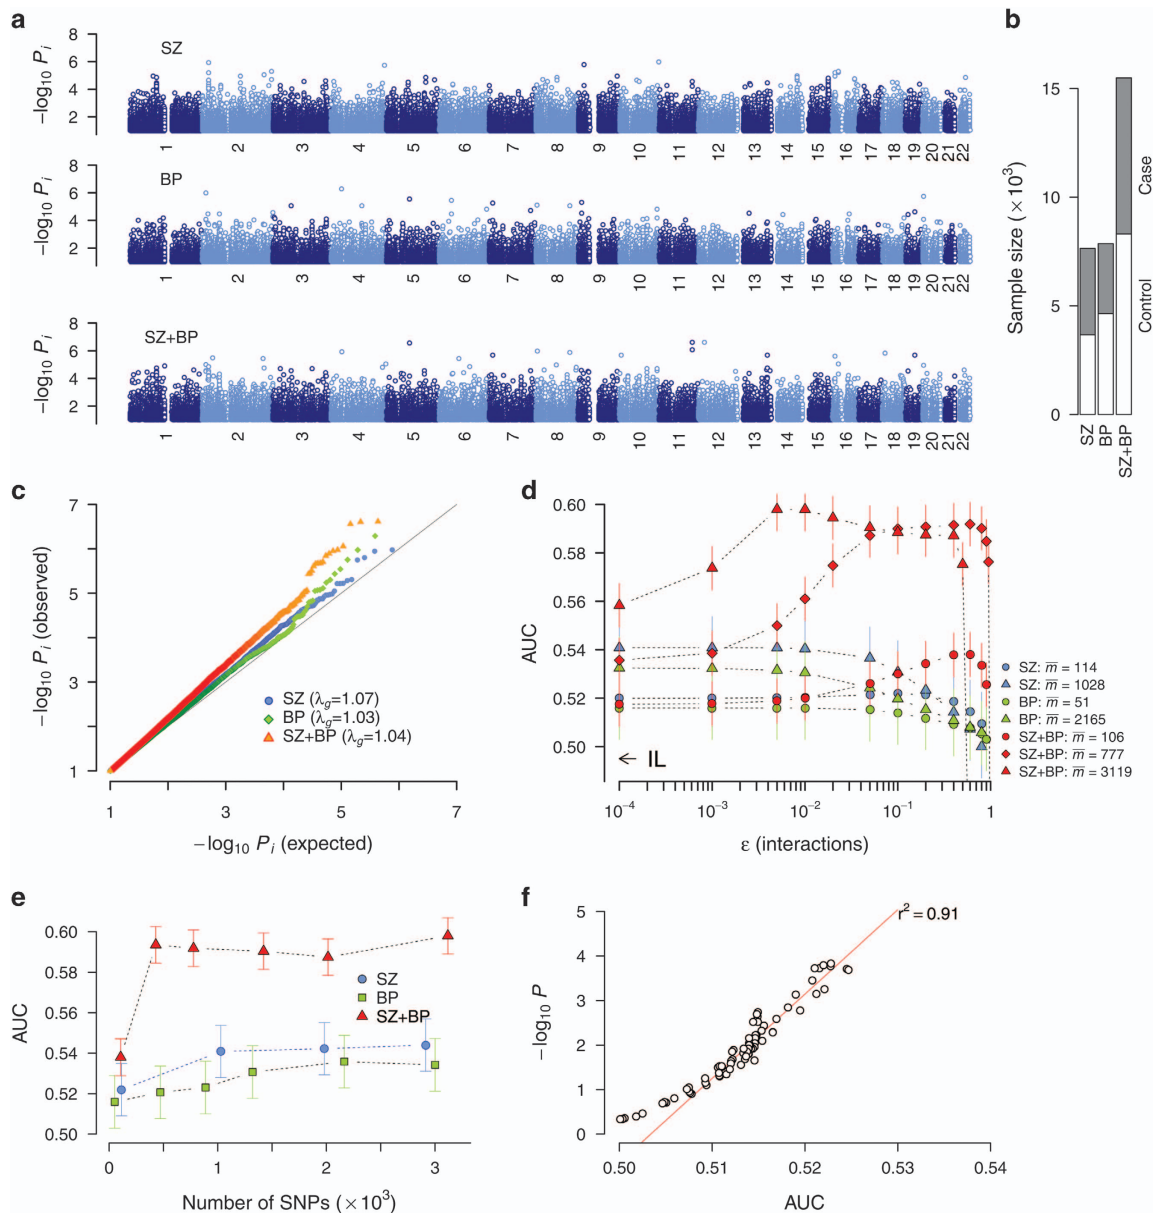 a
8
6
4
2
−log₁₀ Pᵢ
SZ
1 2 3 4 5 6 7 8 9 10 11 12 13 14 15 16 17 18 19 20 21 22
8
6
4
2
−log₁₀ Pᵢ
BP
1 2 3 4 5 6 7 8 9 10 11 12 13 14 15 16 17 18 19 20 21 22
8
6
4
2
−log₁₀ Pᵢ
SZ+BP
1 2 3 4 5 6 7 8 9 10 11 12 13 14 15 16 17 18 19 20 21 22
b
15
10
5
0
Sample size (×10³)
Case
Control
SZ
BP
SZ+BP
c
7
5
3
1
−log₁₀ Pᵢ (observed)
SZ (λg=1.07)
BP (λg=1.03)
SZ+BP (λg=1.04)
1 3 5 7
−log₁₀ Pᵢ (expected)
d
0.60
0.58
0.56
0.54
0.52
0.50
AUC
← IL
10⁻⁴ 10⁻³ 10⁻² 10⁻¹ 1
ε (interactions)
SZ: m̅ = 114
SZ: m̅ = 1028
BP: m̅ = 51
BP: m̅ = 2165
SZ+BP: m̅ = 106
SZ+BP: m̅ = 777
SZ+BP: m̅ = 3119
e
0.60
0.58
0.56
0.54
0.52
0.50
AUC
SZ
BP
SZ+BP
0 1 2 3
Number of SNPs (×10³)
f
5
4
3
2
1
0
−log₁₀ P
r² = 0.91
0.50 0.51 0.52 0.53 0.54
AUC